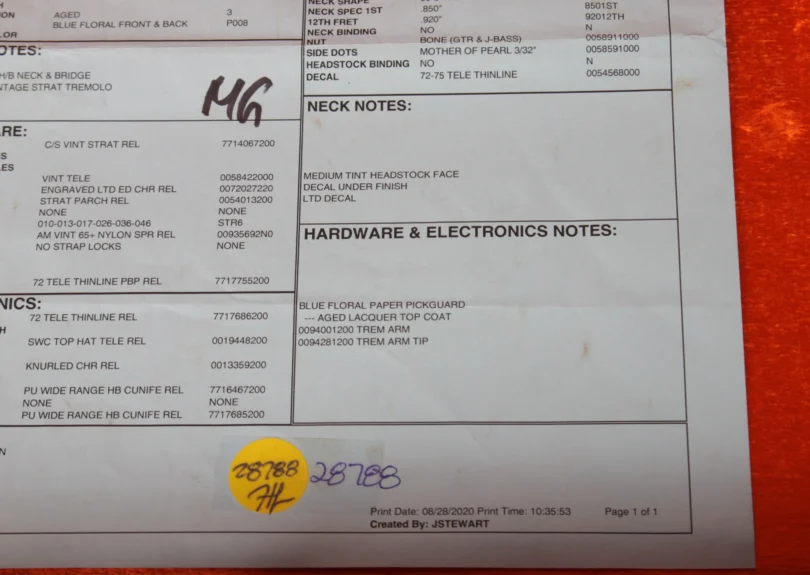 ON AGED 3
BLUE FLORAL FRONT & BACK P008
LOR
OTES:
H/B NECK & BRIDGE
NTAGE STRAT TREMOLO
MG
RE:
C/S VINT STRAT REL 7714067200
S
LES
VINT TELE 0058422000
ENGRAVED LTD ED CHR REL 0072027220
STRAT PARCH REL 0054013200
NONE NONE
010-013-017-026-036-046 STR6
AM VINT 65+ NYLON SPR REL 00935692N0
NO STRAP LOCKS NONE
72 TELE THINLINE PBP REL 7717755200
NICS:
72 TELE THINLINE REL 7717686200
H
SWC TOP HAT TELE REL 0019448200
KNURLED CHR REL 0013359200
PU WIDE RANGE HB CUNIFE REL 7716467200
NONE NONE
PU WIDE RANGE HB CUNIFE REL 7717685200
N
NECK SHAPE
NECK SPEC 1ST .850" 8501ST
12TH FRET .920" 92012TH
NECK BINDING NO N
NUT BONE (GTR & J-BASS) 0058911000
SIDE DOTS MOTHER OF PEARL 3/32" 0058591000
HEADSTOCK BINDING NO N
DECAL 72-75 TELE THINLINE 0054568000
NECK NOTES:
MEDIUM TINT HEADSTOCK FACE
DECAL UNDER FINISH
LTD DECAL
HARDWARE & ELECTRONICS NOTES:
BLUE FLORAL PAPER PICKGUARD
--- AGED LACQUER TOP COAT
0094001200 TREM ARM
0094281200 TREM ARM TIP
28788
28788
Print Date: 08/28/2020 Print Time: 10:35:53 Page 1 of 1
Created By: JSTEWART